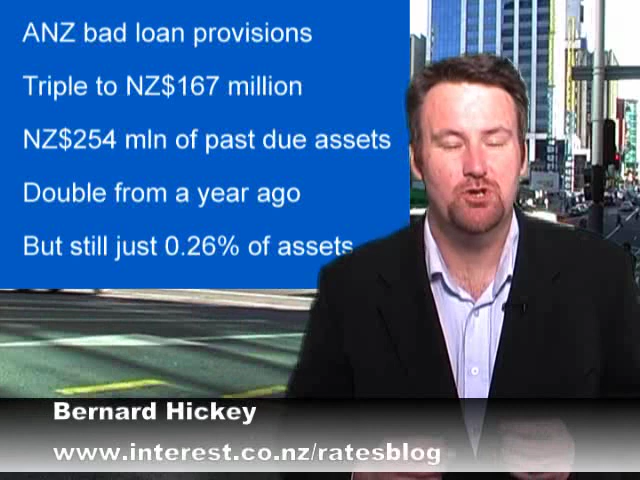 ANZ bad loan provisions
Triple to NZ$167 million
NZ$254 mln of past due assets
Double from a year ago
But still just 0.26% of assets
Bernard Hickey
www.interest.co.nz/ratesblog